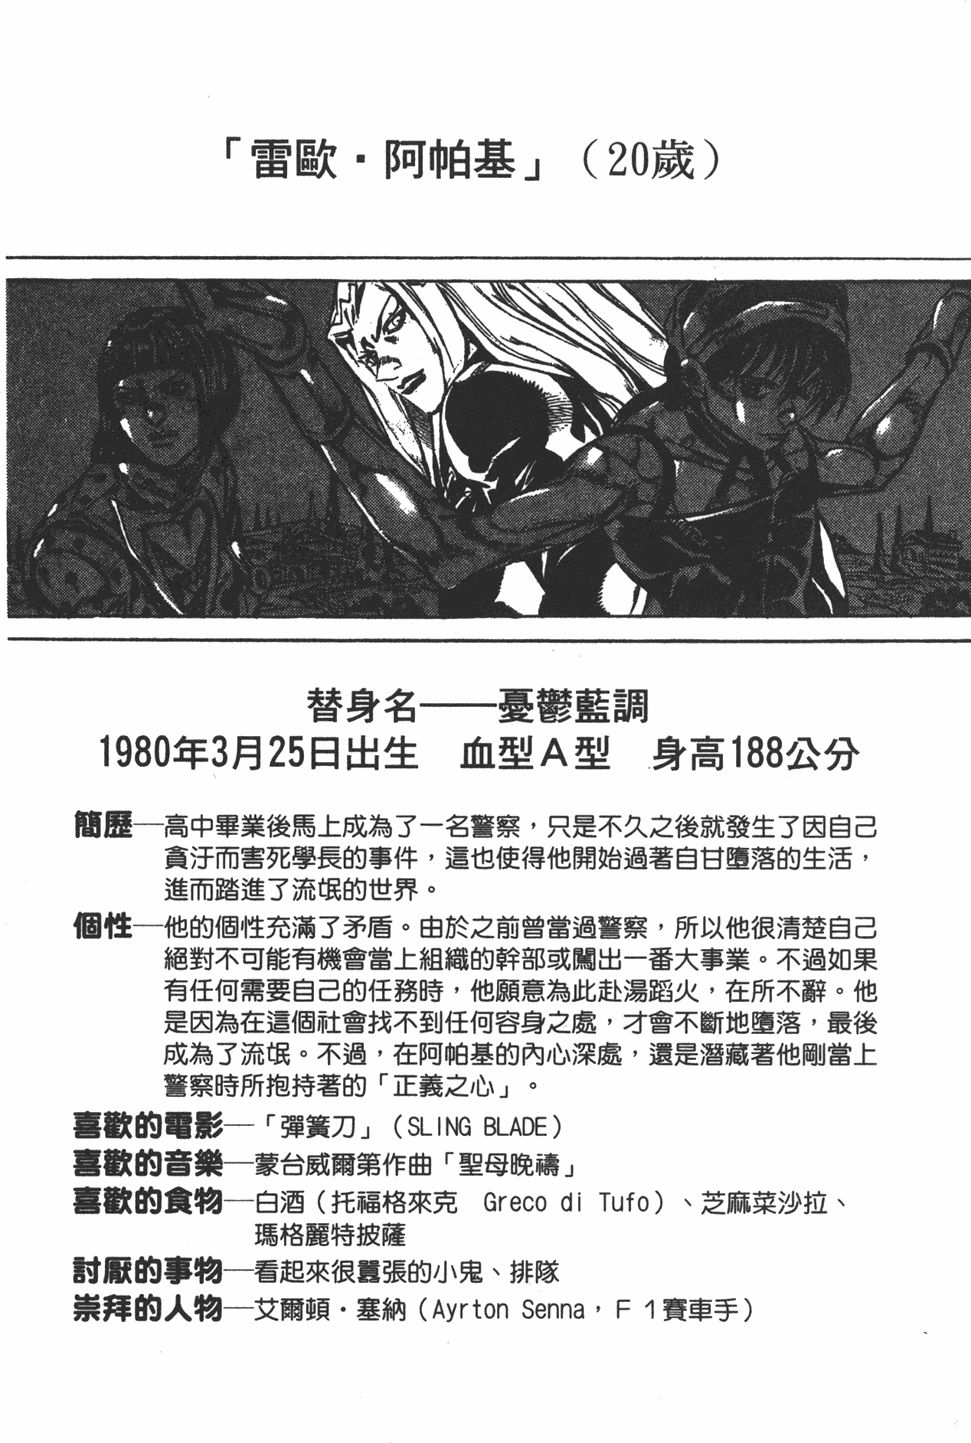 「雷歐・阿帕基」（20歲）
替身名——憂鬱藍調
1980年3月25日出生　血型A型　身高188公分
簡歷—高中畢業後馬上成為了一名警察，只是不久之後就發生了因自己
貪汙而害死學長的事件，這也使得他開始過著自甘墮落的生活，
進而踏進了流氓的世界。
個性—他的個性充滿了矛盾。由於之前曾當過警察，所以他很清楚自己
絕對不可能有機會當上組織的幹部或闖出一番大事業。不過如果
有任何需要自己的任務時，他願意為此赴湯蹈火，在所不辭。他
是因為在這個社會找不到任何容身之處，才會不斷地墮落，最後
成為了流氓。不過，在阿帕基的內心深處，還是潛藏著他剛當上
警察時所抱持著的「正義之心」。
喜歡的電影—「彈簧刀」（SLING BLADE）
喜歡的音樂—蒙台威爾第作曲「聖母晚禱」
喜歡的食物—白酒（托福格來克　Greco di Tufo）、芝麻菜沙拉、
瑪格麗特披薩
討厭的事物—看起來很囂張的小鬼、排隊
崇拜的人物—艾爾頓・塞納（Ayrton Senna，F1賽車手）